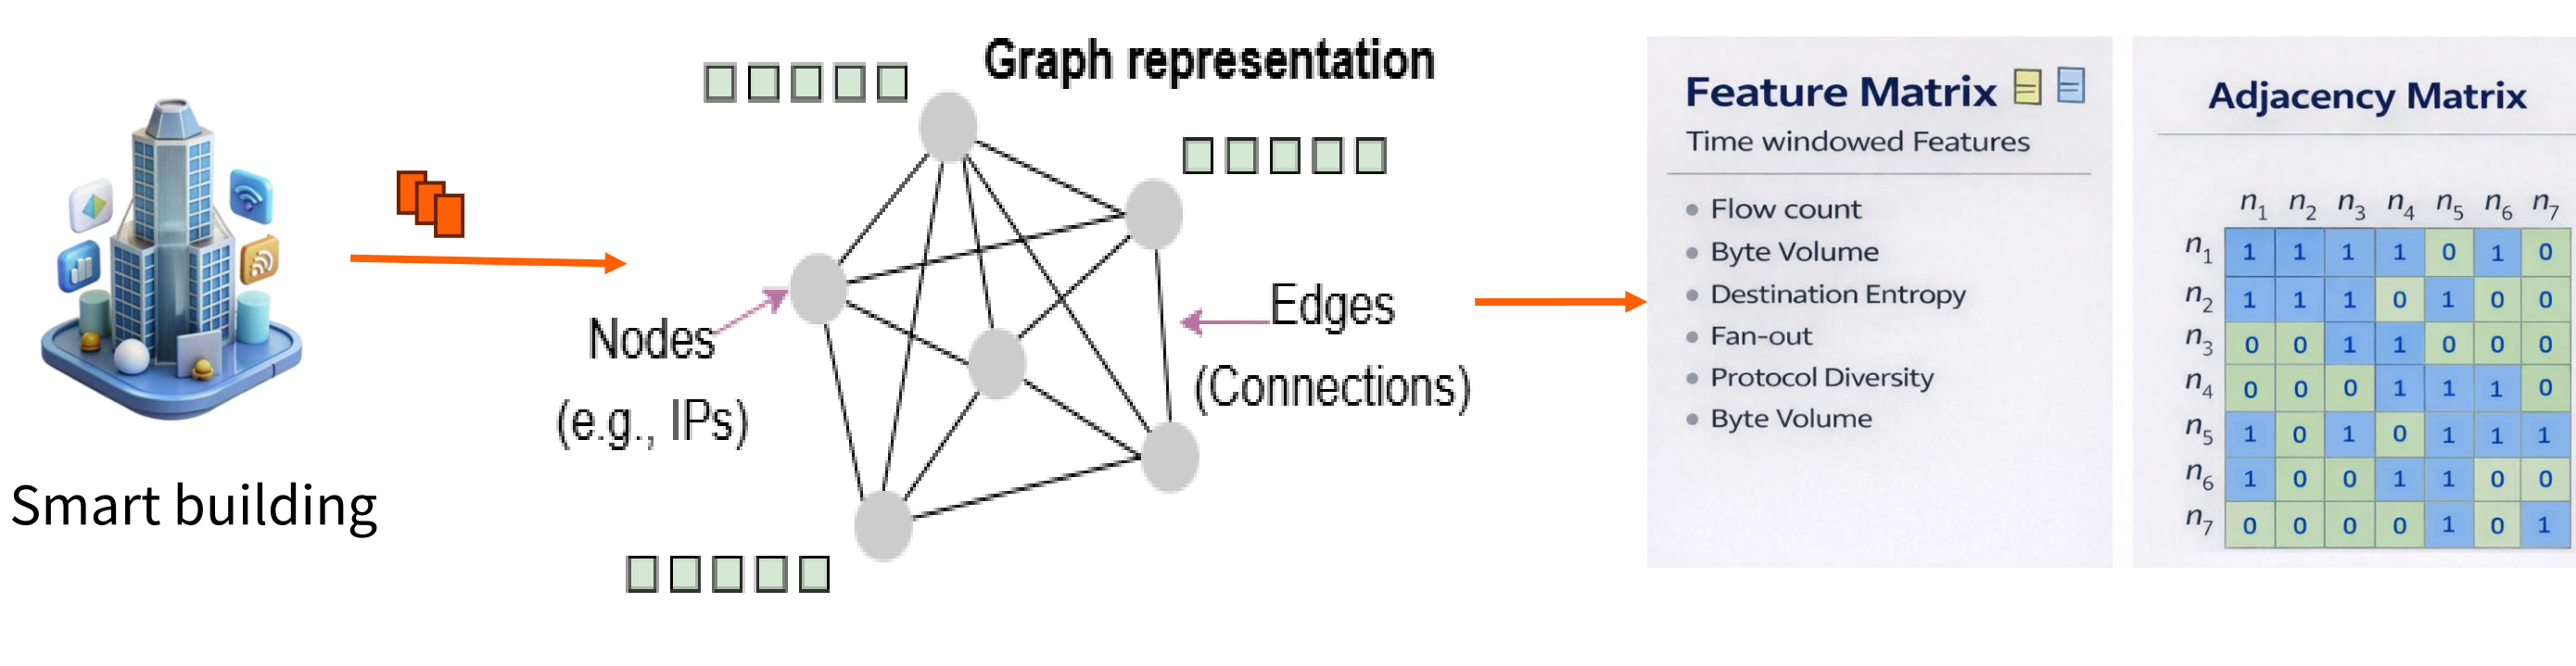 Smart building
Graph representation
Nodes
(e.g., IPs)
Edges
(Connections)
Feature Matrix
Time windowed Features
• Flow count
• Byte Volume
• Destination Entropy
• Fan-out
• Protocol Diversity
• Byte Volume
Adjacency Matrix
n1 n2 n3 n4 n5 n6 n7
n1 1 1 1 1 0 1 0
n2 1 1 1 0 1 0 0
n3 0 0 1 1 0 0 0
n4 0 0 0 1 1 1 0
n5 1 0 1 0 1 1 1
n6 1 0 0 1 1 0 0
n7 0 0 0 0 1 0 1